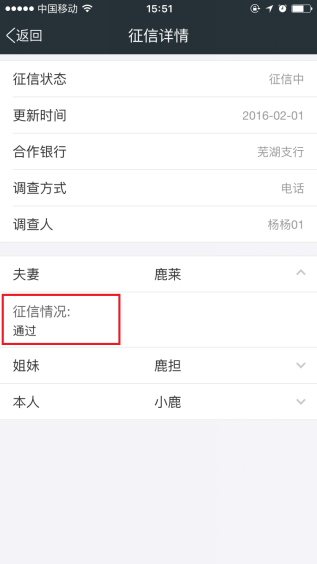 中国移动 15:51
返回 征信详情
征信状态 征信中
更新时间 2016-02-01
合作银行 芜湖支行
调查方式 电话
调查人 杨杨01
夫妻 鹿莱
征信情况:
通过
姐妹 鹿担
本人 小鹿